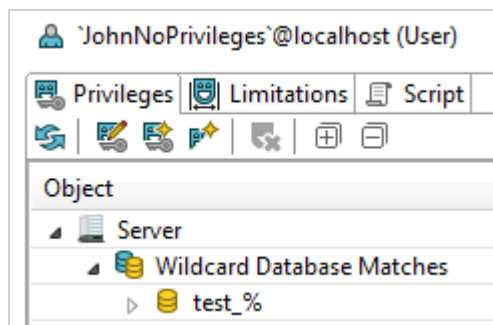 `JohnNoPrivileges`@localhost (User)
Privileges Limitations Script
Object
Server
Wildcard Database Matches
test_%